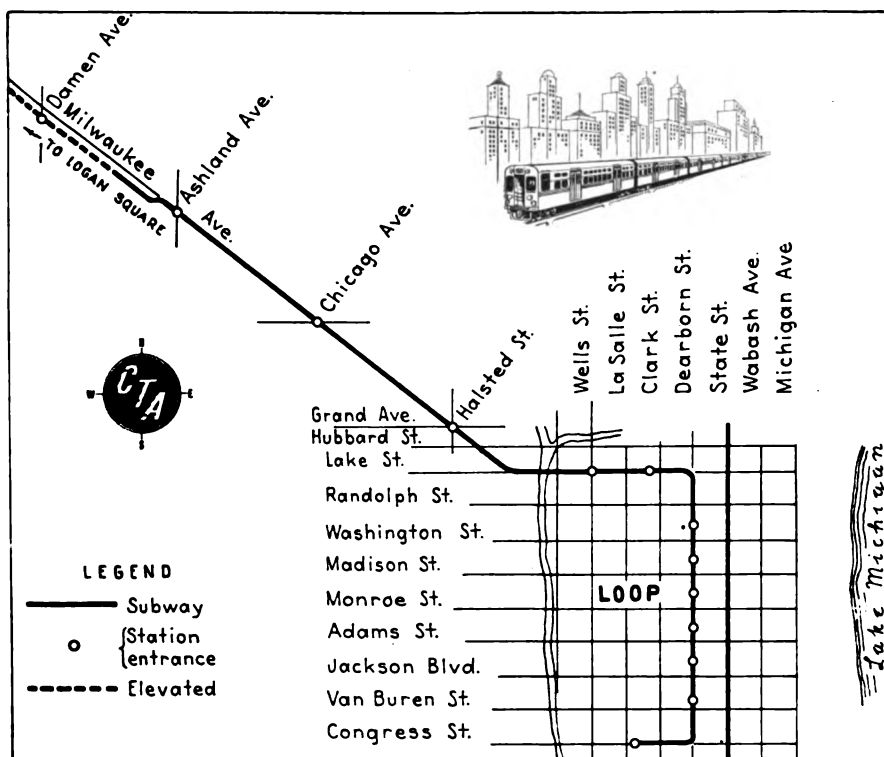 Damen Ave.
Milwaukee
Ave.
← TO LOGAN SQUARE
Ashland Ave.
Chicago Ave.
Halsted St.
Wells St.
LaSalle St.
Clark St.
Dearborn St.
State St.
Wabash Ave.
Michigan Ave
N
W
CTA
E
S
Grand Ave.
Hubbard St.
Lake St.
Randolph St.
Washington St.
Madison St.
Monroe St.
Adams St.
Jackson Blvd.
Van Buren St.
Congress St.
LOOP
Lake Michigan
LEGEND
Subway
Station
entrance
Elevated